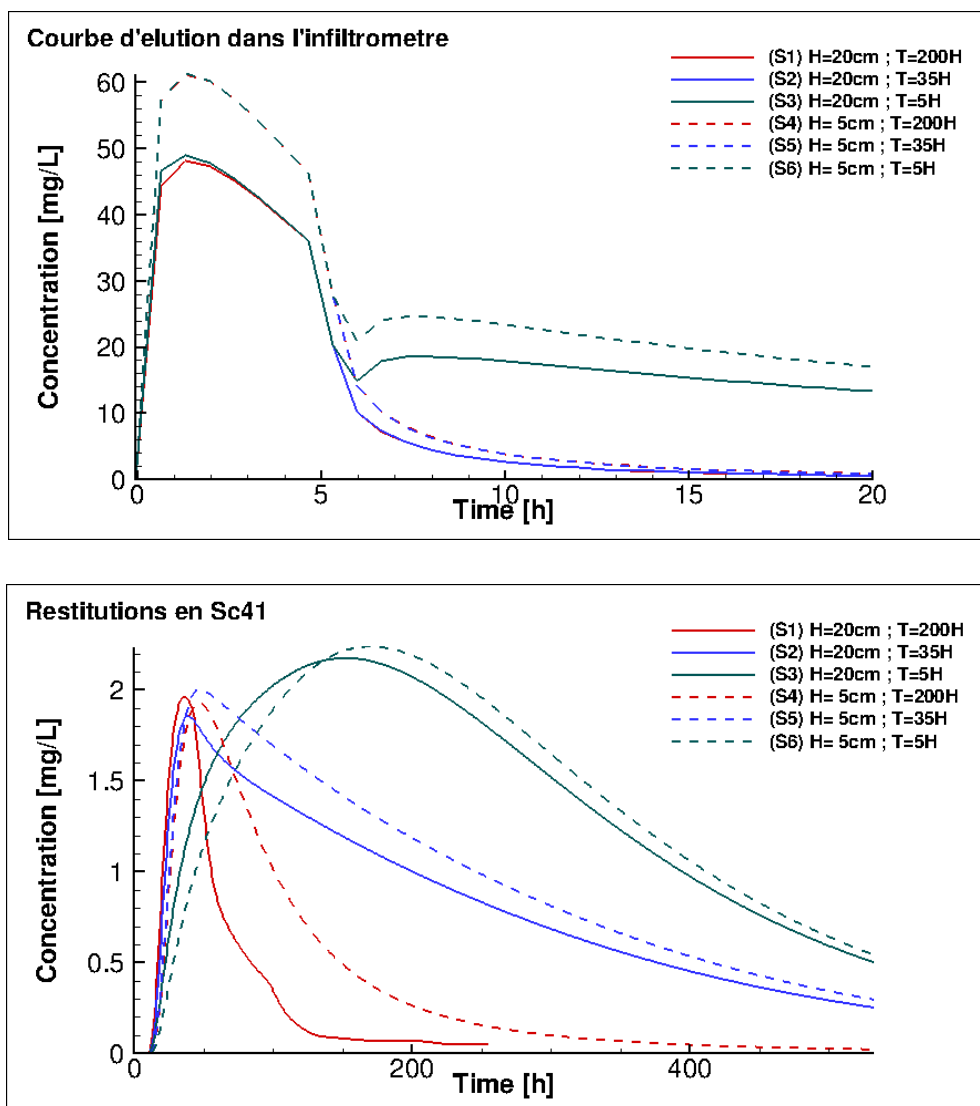 Courbe d'elution dans l'infiltrometre
(S1) H=20cm ; T=200H
(S2) H=20cm ; T=35H
(S3) H=20cm ; T=5H
(S4) H= 5cm ; T=200H
(S5) H= 5cm ; T=35H
(S6) H= 5cm ; T=5H
Concentration [mg/L]
60
50
40
30
20
10
0
0 5 10 15 20
Time [h]
Restitutions en Sc41
(S1) H=20cm ; T=200H
(S2) H=20cm ; T=35H
(S3) H=20cm ; T=5H
(S4) H= 5cm ; T=200H
(S5) H= 5cm ; T=35H
(S6) H= 5cm ; T=5H
Concentration [mg/L]
2
1.5
1
0.5
0
200 400
Time [h]